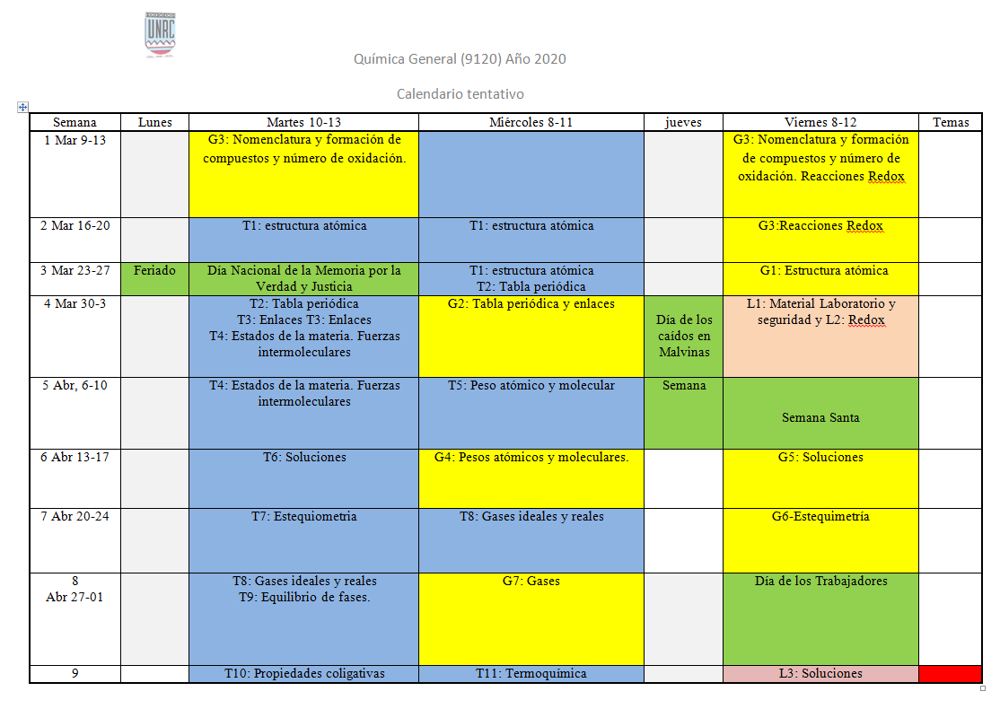 UNRC
Química General (9120) Año 2020
Calendario tentativo
Semana Lunes Martes 10-13 Miércoles 8-11 jueves Viernes 8-12 Temas
1 Mar 9-13
G3: Nomenclatura y formación de
compuestos y número de oxidación.
G3: Nomenclatura y formación
de compuestos y número de
oxidación. Reacciones Redox
2 Mar 16-20
T1: estructura atómica
T1: estructura atómica
G3:Reacciones Redox
3 Mar 23-27
Feriado
Día Nacional de la Memoria por la
Verdad y Justicia
T1: estructura atómica
T2: Tabla periódica
G1: Estructura atómica
4 Mar 30-3
T2: Tabla periódica
T3: Enlaces T3: Enlaces
T4: Estados de la materia. Fuerzas
intermoleculares
G2: Tabla periódica y enlaces
Día de los
caídos en
Malvinas
L1: Material Laboratorio y
seguridad y L2: Redox
5 Abr, 6-10
T4: Estados de la materia. Fuerzas
intermoleculares
T5: Peso atómico y molecular
Semana
Semana Santa
6 Abr 13-17
T6: Soluciones
G4: Pesos atómicos y moleculares.
G5: Soluciones
7 Abr 20-24
T7: Estequiometria
T8: Gases ideales y reales
G6-Estequimetría
8
Abr 27-01
T8: Gases ideales y reales
T9: Equilibrio de fases.
G7: Gases
Día de los Trabajadores
9
T10: Propiedades coligativas
T11: Termoquímica
L3: Soluciones